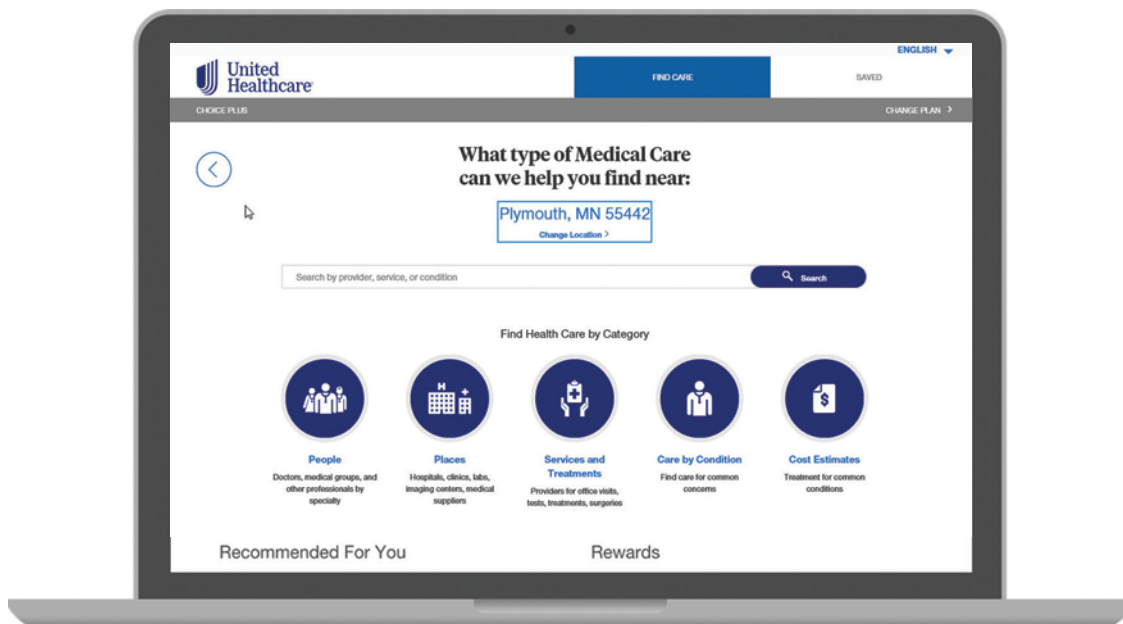 ENGLISH
United
Healthcare
FIND CARE
SAVED
CHOICE PLUS
CHANGE PLAN >
What type of Medical Care
can we help you find near:
Plymouth, MN 55442
Change Location >
Search by provider, service, or condition
Search
Find Health Care by Category
People
Doctors, medical groups, and
other professionals by
specialty
Places
Hospitals, clinics, labs,
imaging centers, medical
suppliers
Services and
Treatments
Providers for office visits,
tests, treatments, surgeries
Care by Condition
Find care for common
concerns
Cost Estimates
Treatment for common
conditions
Recommended For You
Rewards